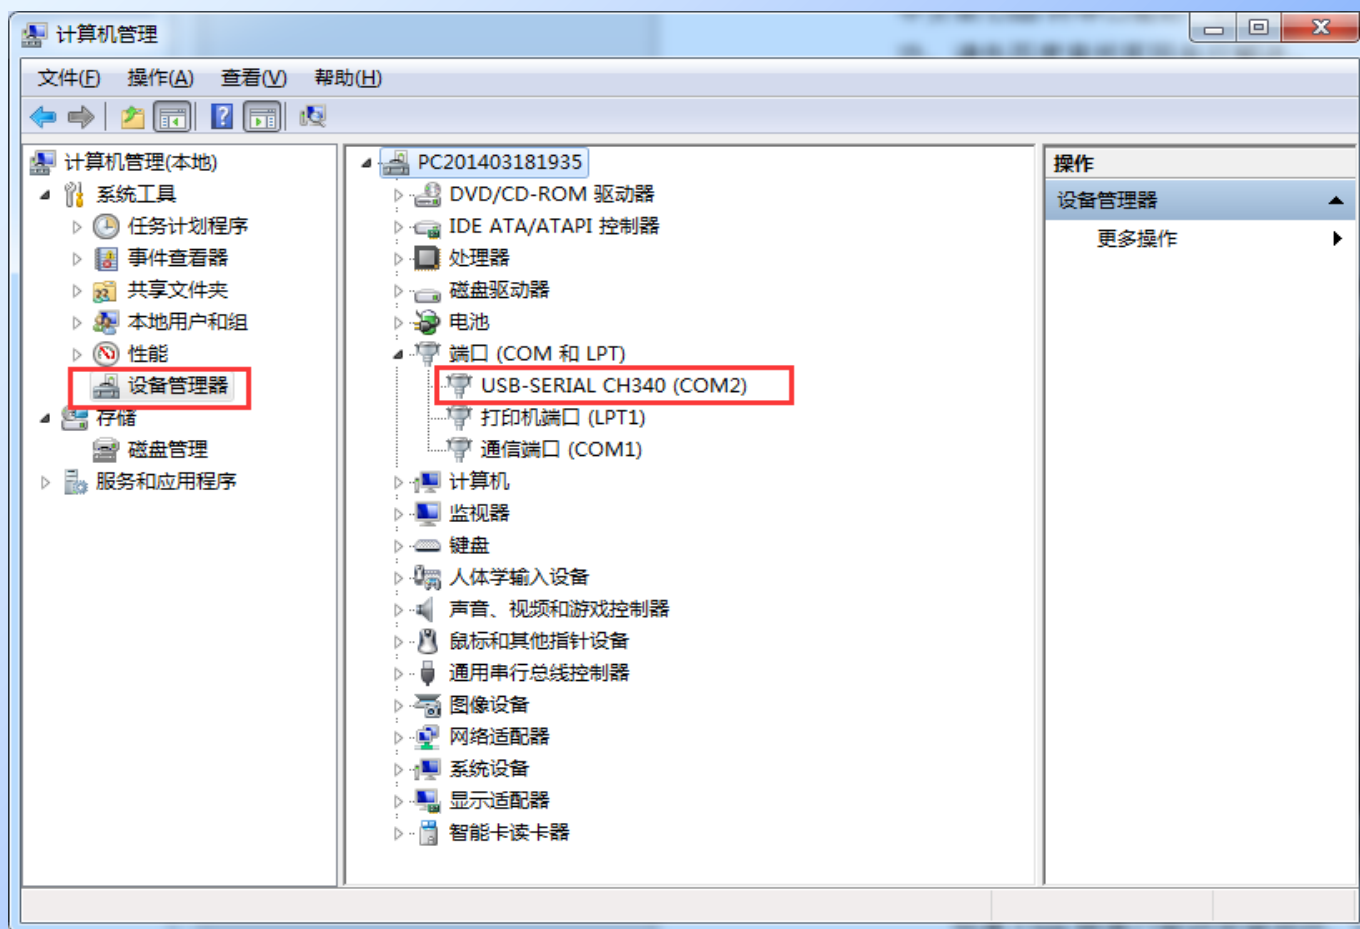 计算机管理
文件(F) 操作(A) 查看(V) 帮助(H)
计算机管理(本地)
系统工具
任务计划程序
事件查看器
共享文件夹
本地用户和组
性能
设备管理器
存储
磁盘管理
服务和应用程序
PC201403181935
DVD/CD-ROM 驱动器
IDE ATA/ATAPI 控制器
处理器
磁盘驱动器
电池
端口 (COM 和 LPT)
USB-SERIAL CH340 (COM2)
打印机端口 (LPT1)
通信端口 (COM1)
计算机
监视器
键盘
人体学输入设备
声音、视频和游戏控制器
鼠标和其他指针设备
通用串行总线控制器
图像设备
网络适配器
系统设备
显示适配器
智能卡读卡器
操作
设备管理器
更多操作